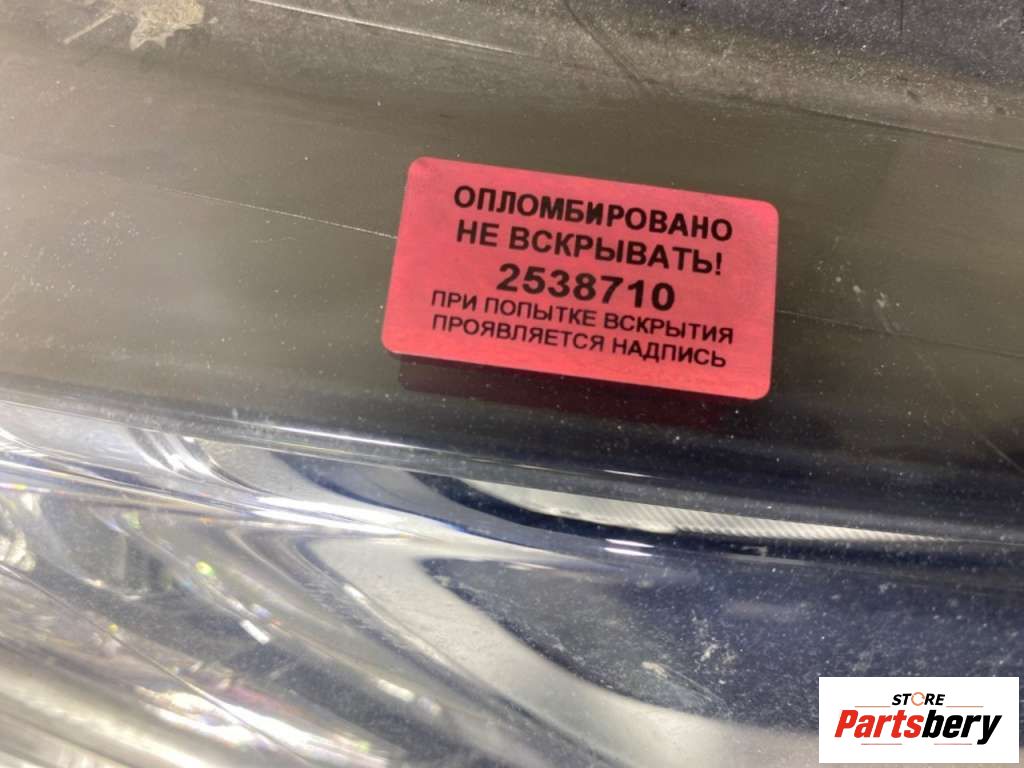 ОПЛОМБИРОВАНО
НЕ ВСКРЫВАТЬ!
2538710
ПРИ ПОПЫТКЕ ВСКРЫТИЯ
ПРОЯВЛЯЕТСЯ НАДПИСЬ
STORE
Partsbery